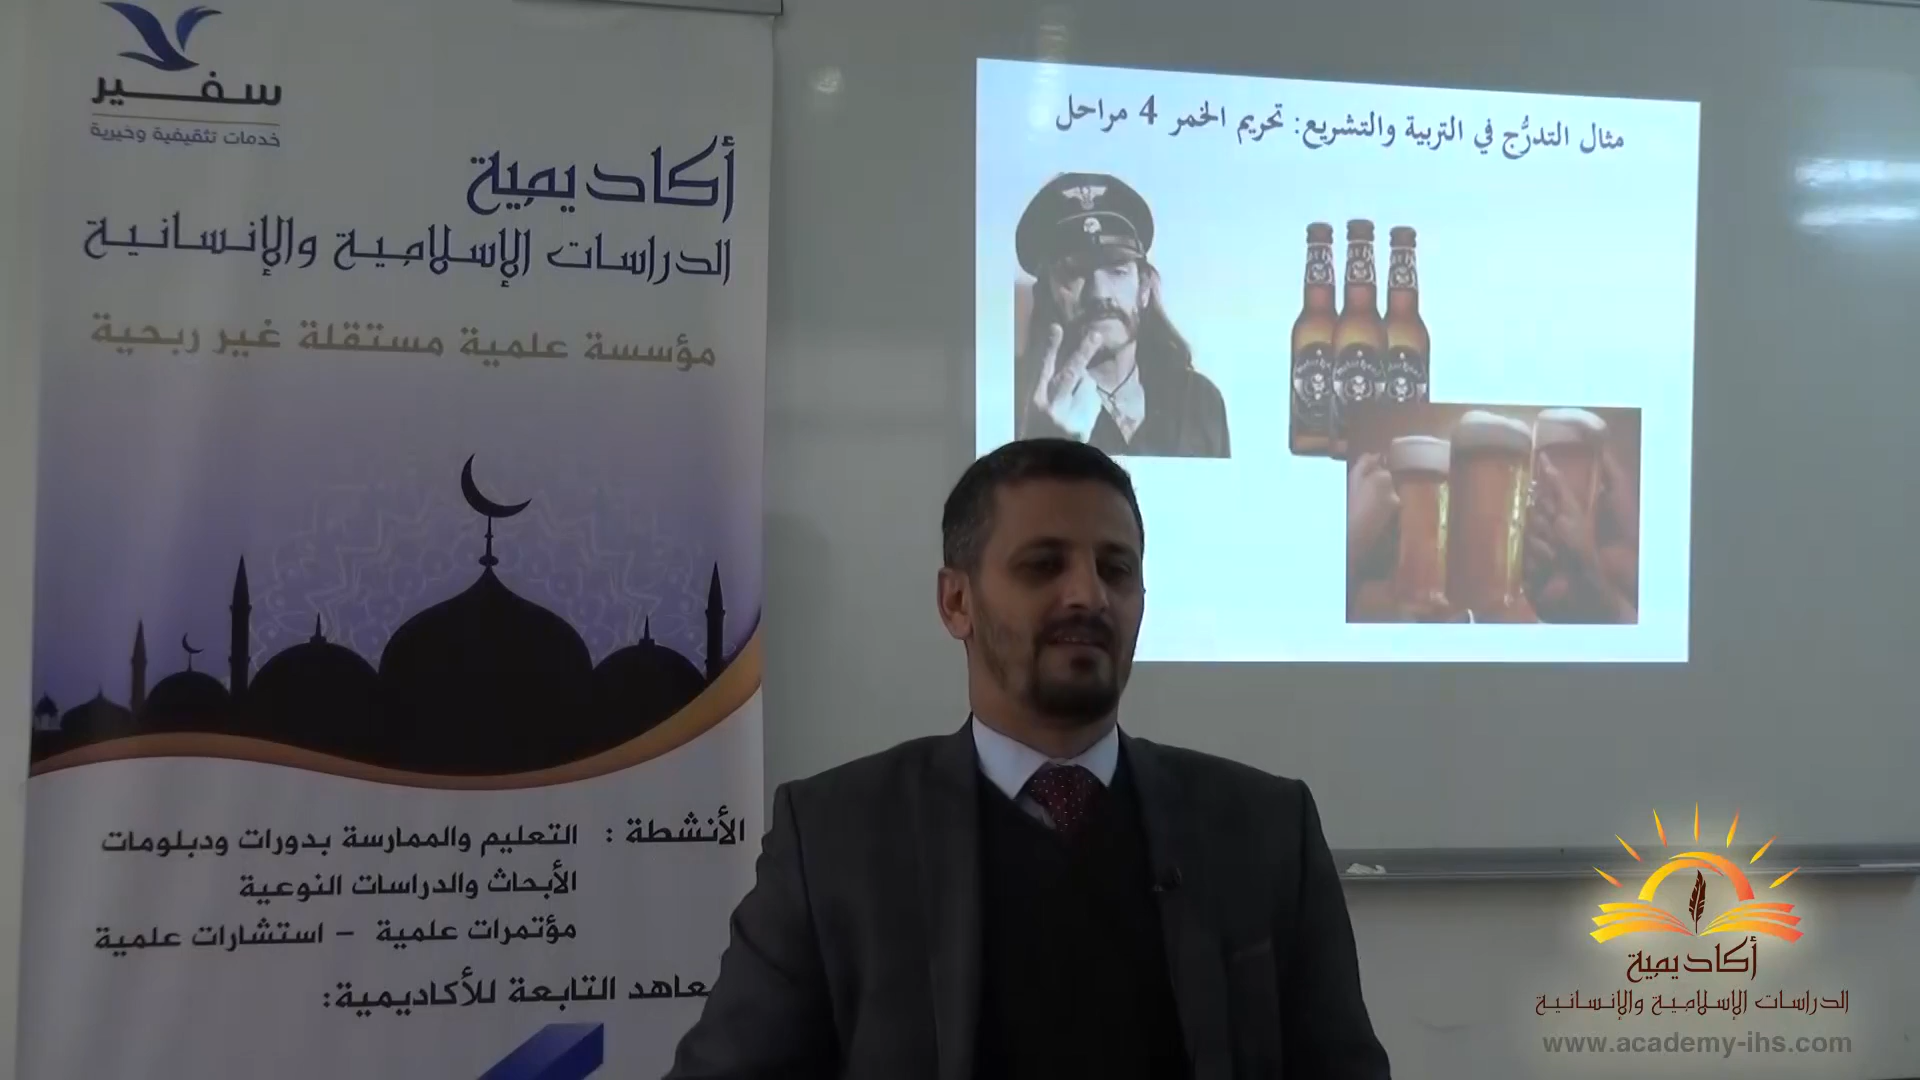 سفير
خدمات تثقيفية وخيرية
أكاديمية
الدراسات الإسلامية والإنسانية
مؤسسة علمية مستقلة غير ربحية
الأنشطة : التعليم والممارسة بدورات ودبلومات
الأبحاث والدراسات النوعية
مؤتمرات علمية - استشارات علمية
التابعة للأكاديمية:
مثال التدرُّج في التربية والتشريع: تحريم الخمر 4 مراحل
أكاديمية
الدراسات الإسلامية والإنسانية
www.academy-ihs.com